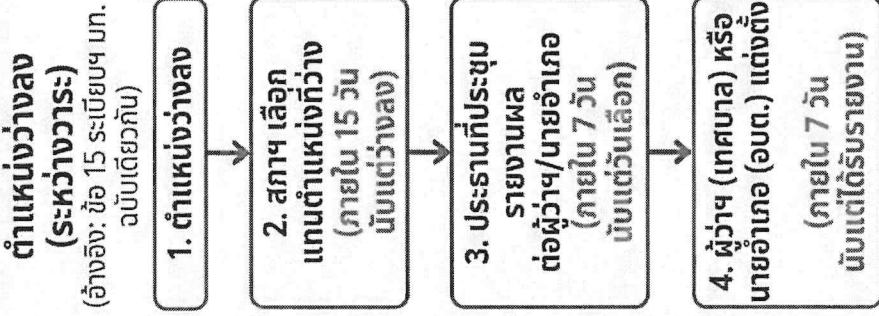 ตำแหน่งว่างลง
(ระหว่างวาระ)
(อ้างอิง: ข้อ 15 ระเบียบฯ มท.
ฉบับเดียวกัน)
1. ตำแหน่งว่างลง
2. สภาฯ เลือก
แทนตำแหน่งที่ว่าง
(ภายใน 15 วัน
นับแต่ว่างลง)
3. ประธานที่ประชุม
รายงานผล
ต่อผู้ว่าฯ/นายอำเภอ
(ภายใน 7 วัน
นับแต่วันเลือก)
4. ผู้ว่าฯ (เทศบาล) หรือ
นายอำเภอ (อบต.) แต่งตั้ง
(ภายใน 7 วัน
นับแต่ได้รับรายงาน)